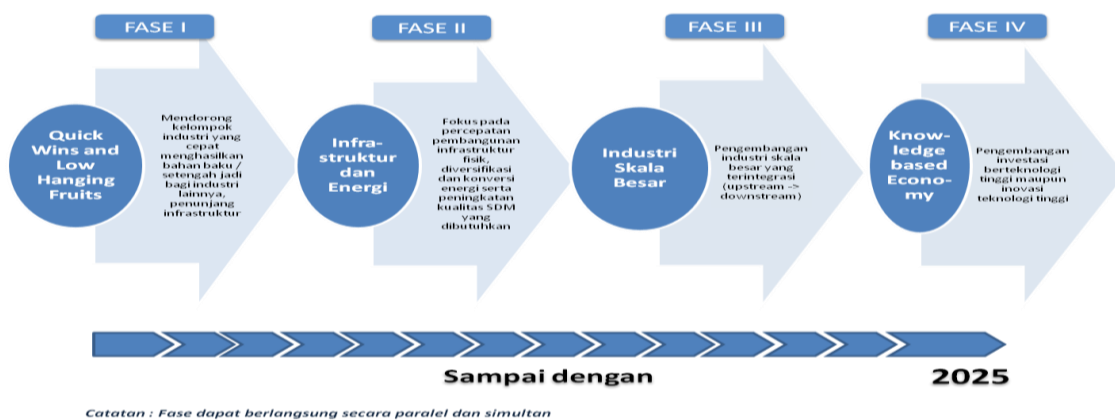 FASE I
Quick
Wins and
Low
Hanging
Fruits
Mendorong
kelompok
industri yang
cepat
menghasilkan
bahan baku /
setengah jadi
bagi industri
lainnya,
penunjang
infrastruktur
FASE II
Infra-
struktur
dan
Energi
Fokus pada
percepatan
pembangunan
infrastruktur
fisik,
diversifikasi
dan konversi
energi serta
peningkatan
kualitas SDM
yang
dibutuhkan
FASE III
Industri
Skala
Besar
Pengembangan
industri skala
besar yang
terintegrasi
(upstream ->
downstream)
FASE IV
Know-
ledge
based
Econo-
my
Pengembangan
investasi
berteknologi
tinggi maupun
inovasi
teknologi tinggi
Sampai dengan 2025
Catatan : Fase dapat berlangsung secara paralel dan simultan